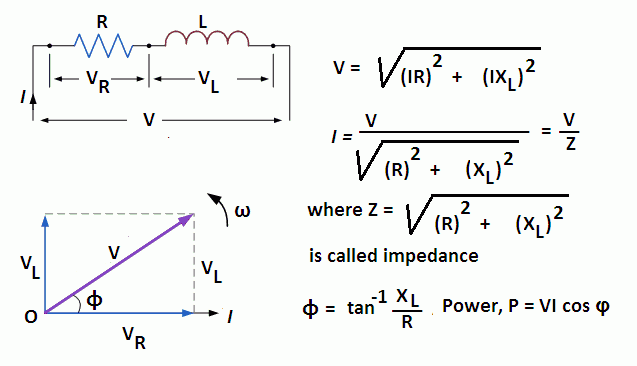 R L
V_R V_L
I
V
V = √((IR)² + (IX_L)²)
I = V / √((R)² + (X_L)²) = V / Z
where Z = √((R)² + (X_L)²)
is called impedance
ϕ = tan⁻¹ X_L / R . Power, P = VI cos φ
ω
V_L V V_L
ϕ
O I
V_R